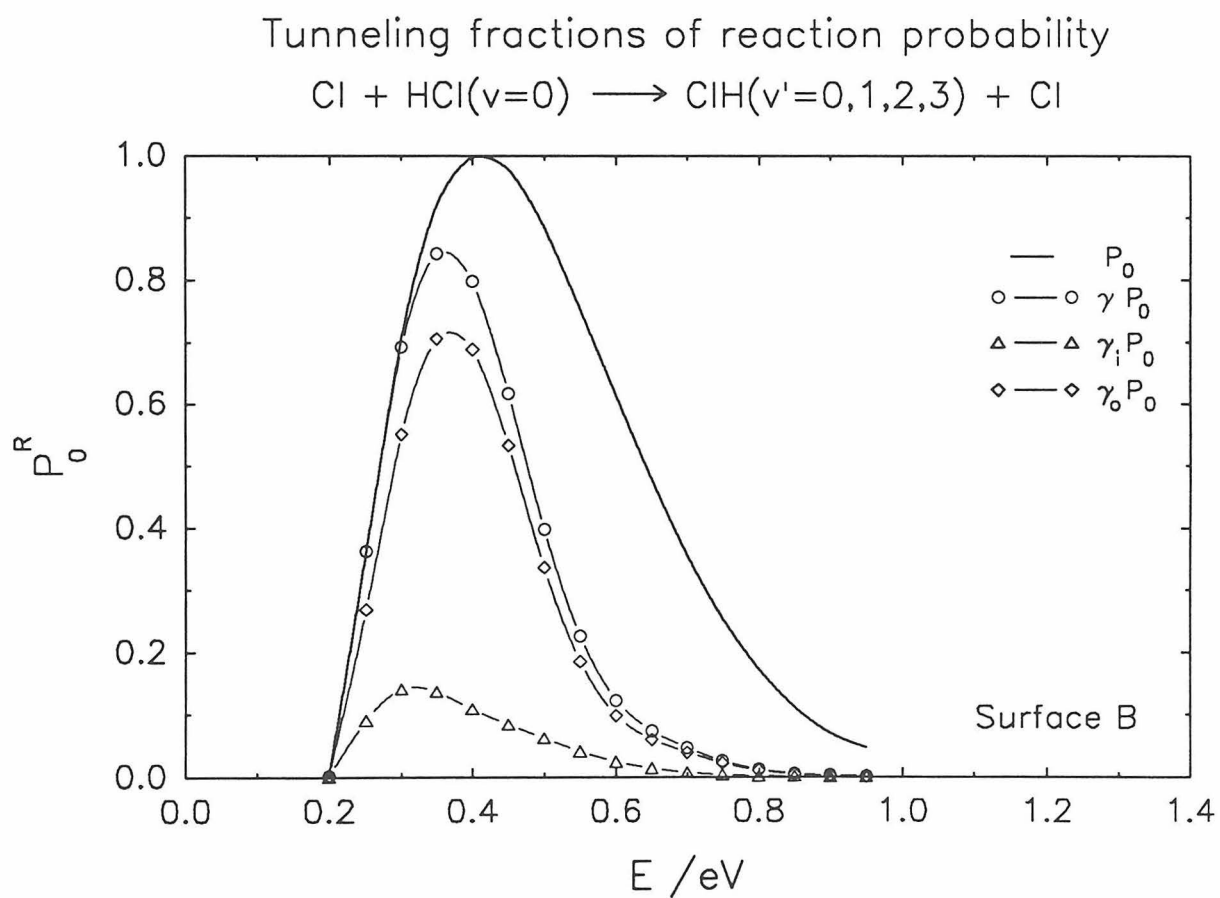 Tunneling fractions of reaction probability
Cl + HCl(v=0) ⟶ ClH(v'=0,1,2,3) + Cl
1.0
0.8
0.6
0.4
0.2
0.0
P₀ᴿ
P₀
γ P₀
γᵢ P₀
γₒ P₀
Surface B
0.0 0.2 0.4 0.6 0.8 1.0 1.2 1.4
E /eV